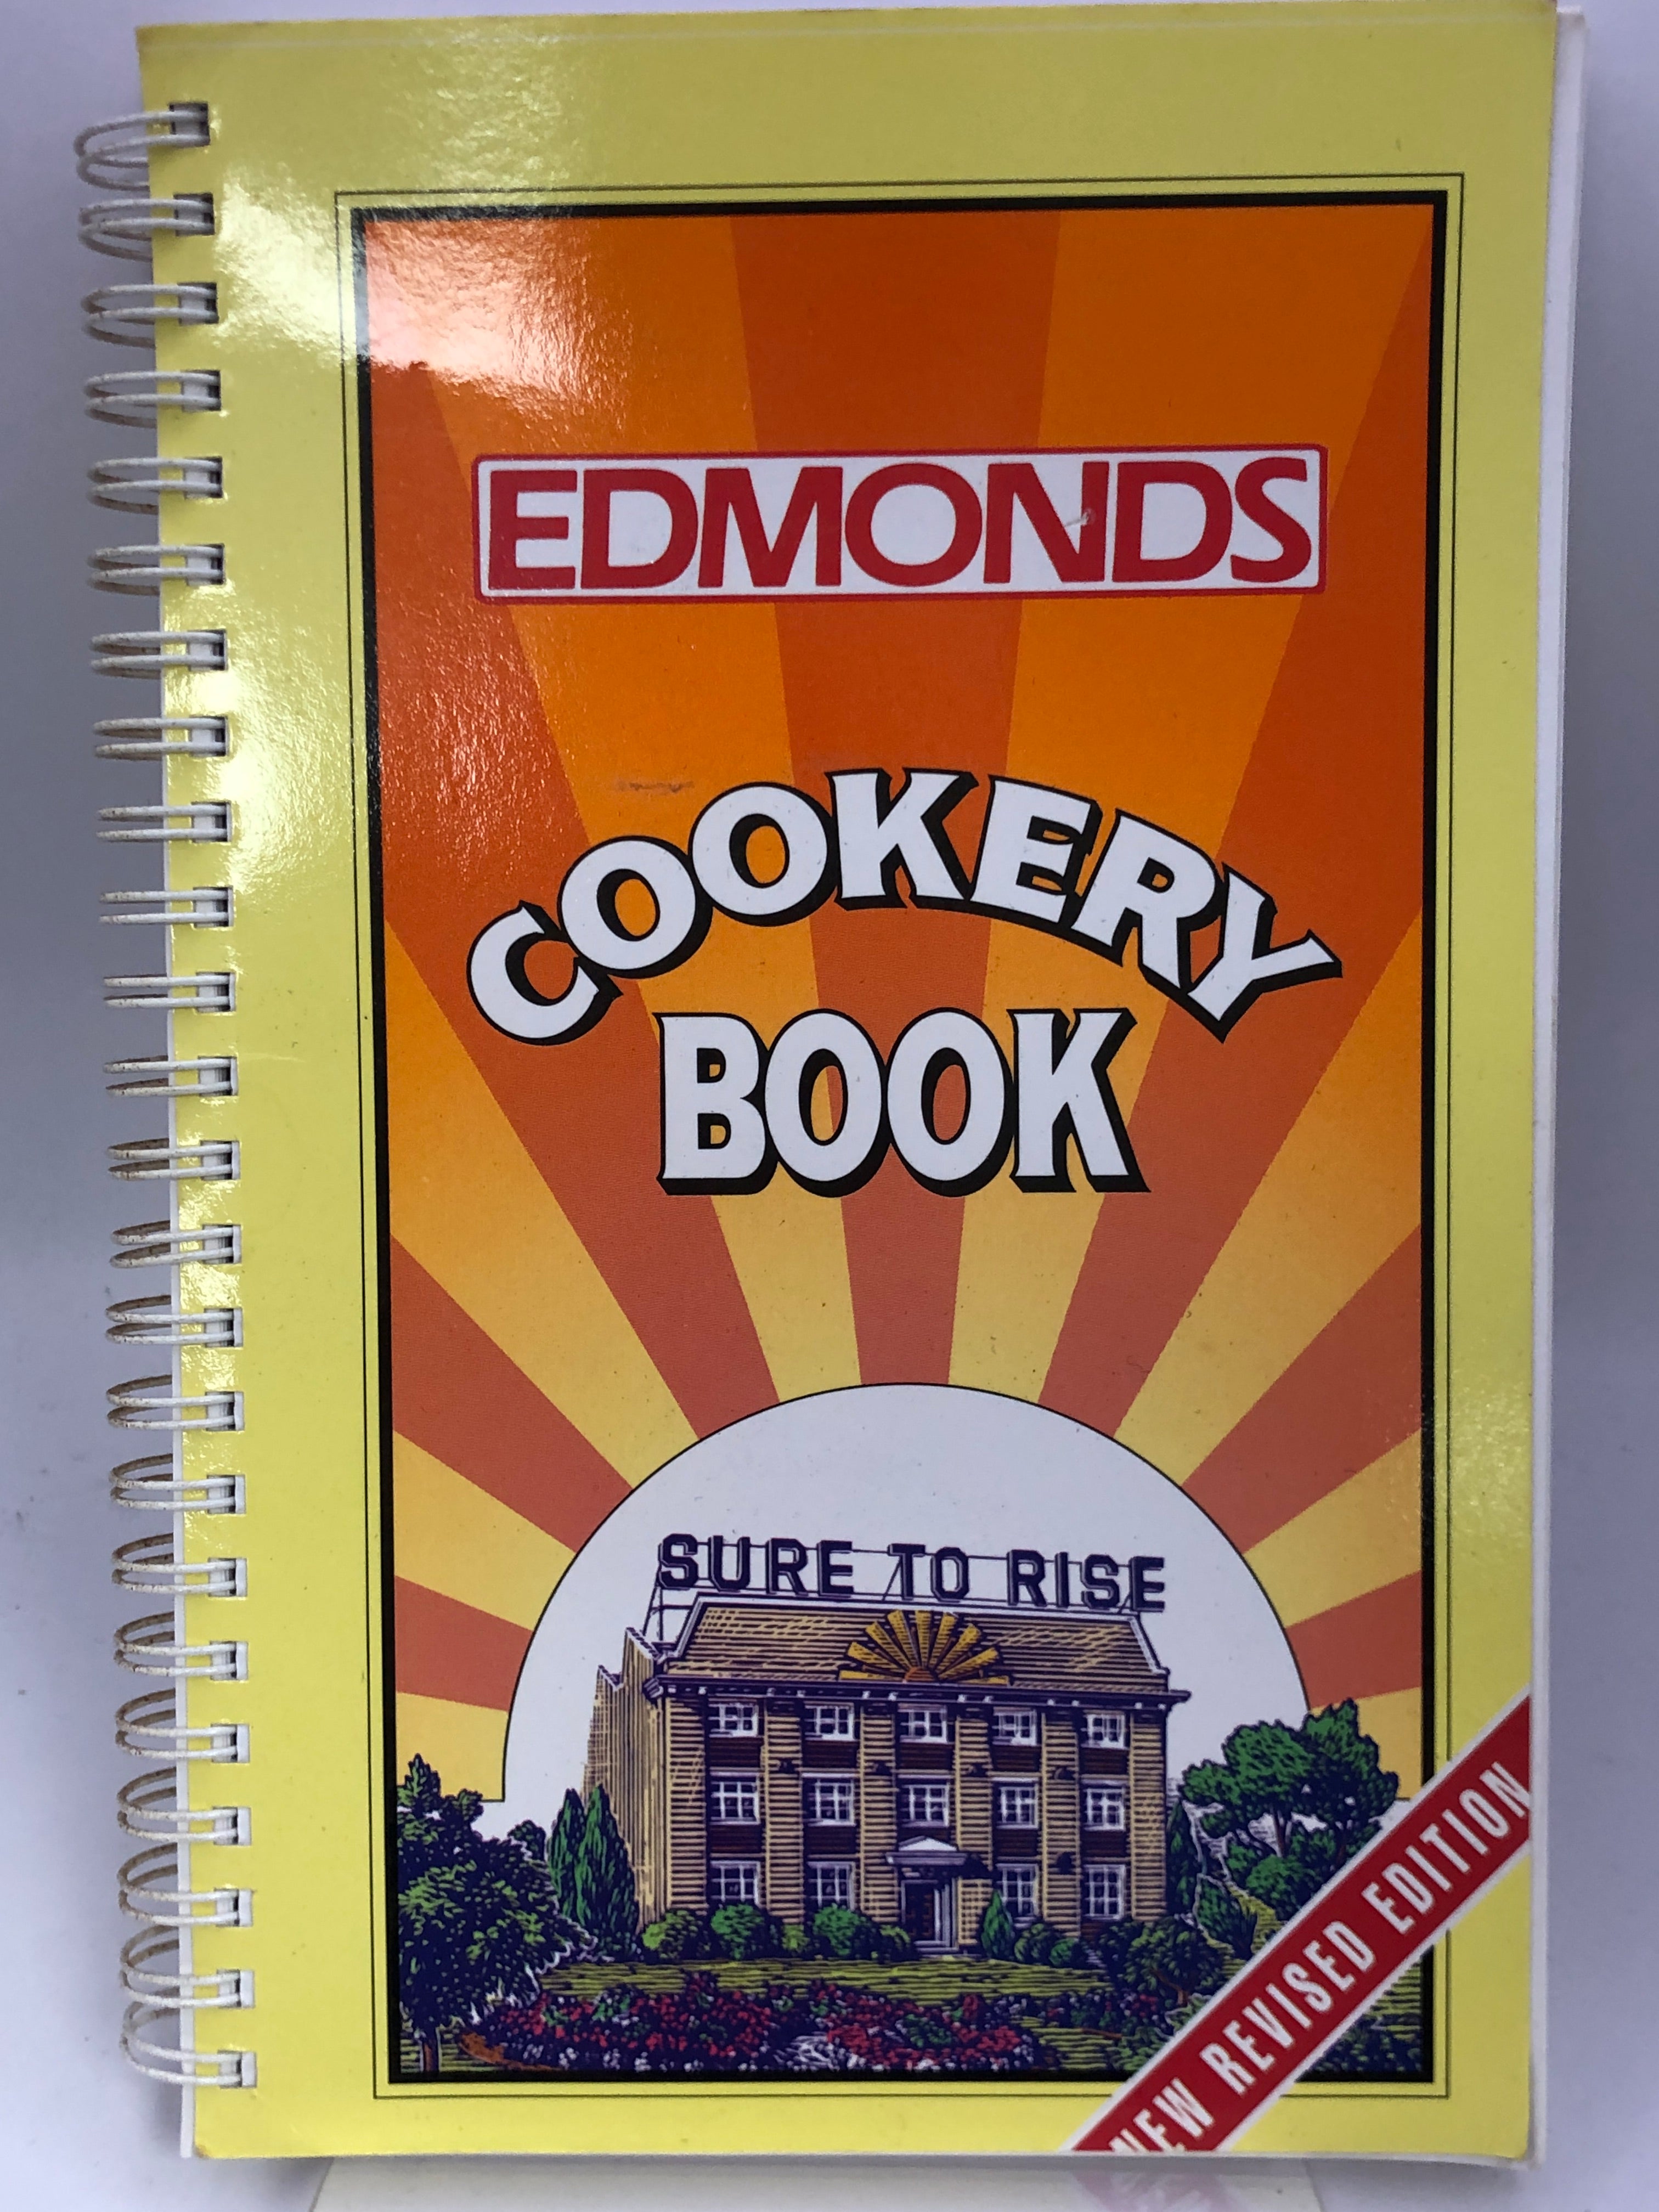 EDMONDS
COOKERY
BOOK
SURE TO RISE
NEW REVISED EDITION